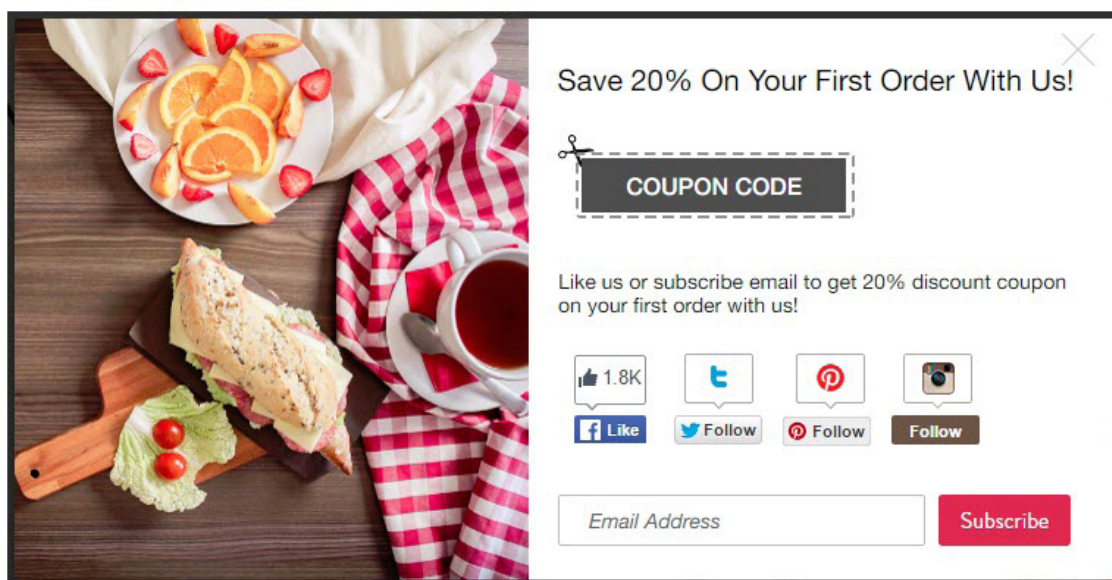 Save 20% On Your First Order With Us!
COUPON CODE
Like us or subscribe email to get 20% discount coupon
on your first order with us!
1.8K
Like
Follow
Follow
Follow
Email Address
Subscribe